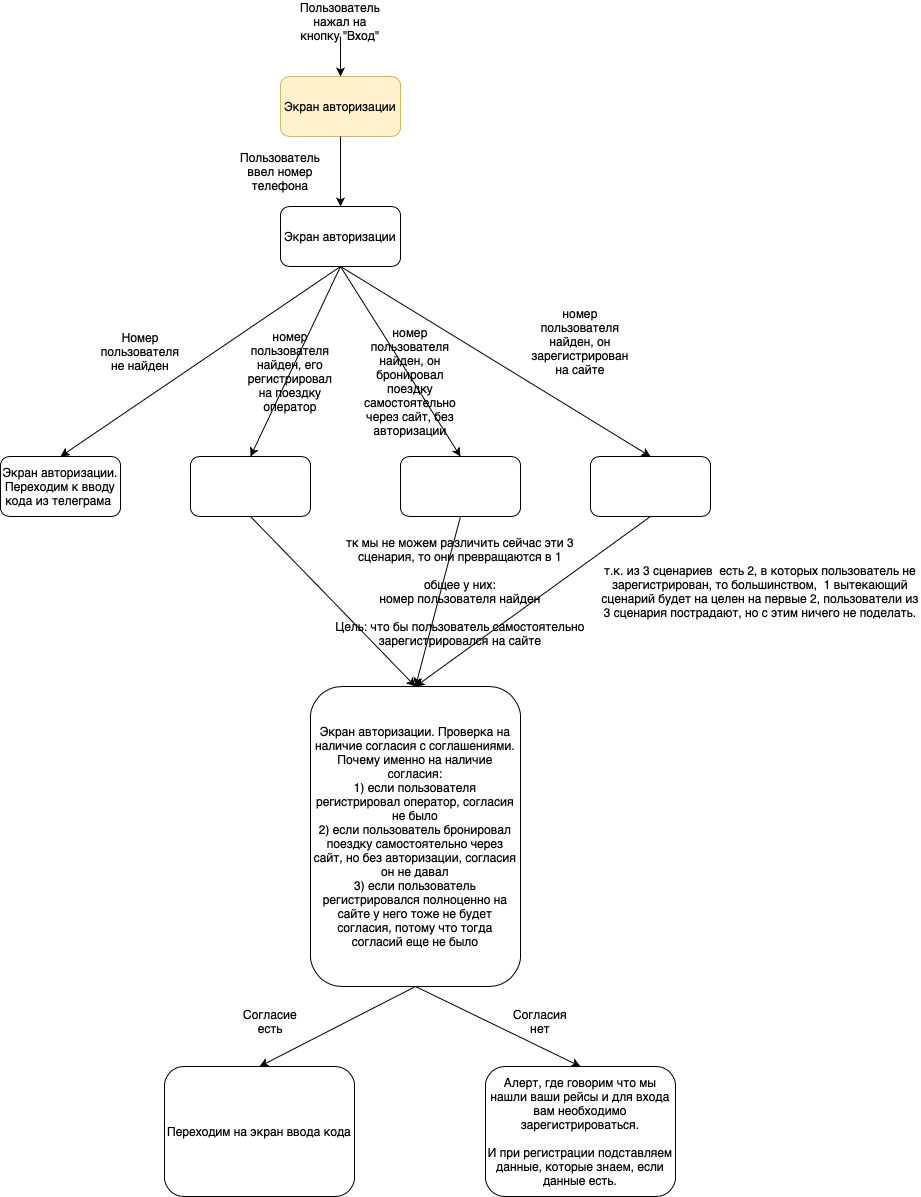 Пользователь
нажал на
кнопку "Вход"
Экран авторизации
Пользователь
ввел номер
телефона
Экран авторизации
Номер
пользователя
не найден
номер
пользователя
найден, его
регистрировал
на поездку
оператор
номер
пользователя
найден, он
бронировал
поездку
самостоятельно
через сайт, без
авторизации
номер
пользователя
найден, он
зарегистрирован
на сайте
Экран авторизации.
Переходим к вводу
кода из телеграма
тк мы не можем различить сейчас эти 3
сценария, то они превращаются в 1
общее у них:
номер пользователя найден
Цель: что бы пользователь самостоятельно
зарегистрировался на сайте
т.к. из 3 сценариев есть 2, в которых пользователь не
зарегистрирован, то большинством, 1 вытекающий
сценарий будет на целен на первые 2, пользователи из
3 сценария пострадают, но с этим ничего не поделать.
Экран авторизации. Проверка на
наличие согласия с соглашениями.
Почему именно на наличие
согласия:
1) если пользователя
регистрировал оператор, согласия
не было
2) если пользователь бронировал
поездку самостоятельно через
сайт, но без авторизации, согласия
он не давал
3) если пользователь
регистрировался полноценно на
сайте у него тоже не будет
согласия, потому что тогда
согласий еще не было
Согласие
есть
Согласия
нет
Переходим на экран ввода кода
Алерт, где говорим что мы
нашли ваши рейсы и для входа
вам необходимо
зарегистрироваться.
И при регистрации подставляем
данные, которые знаем, если
данные есть.